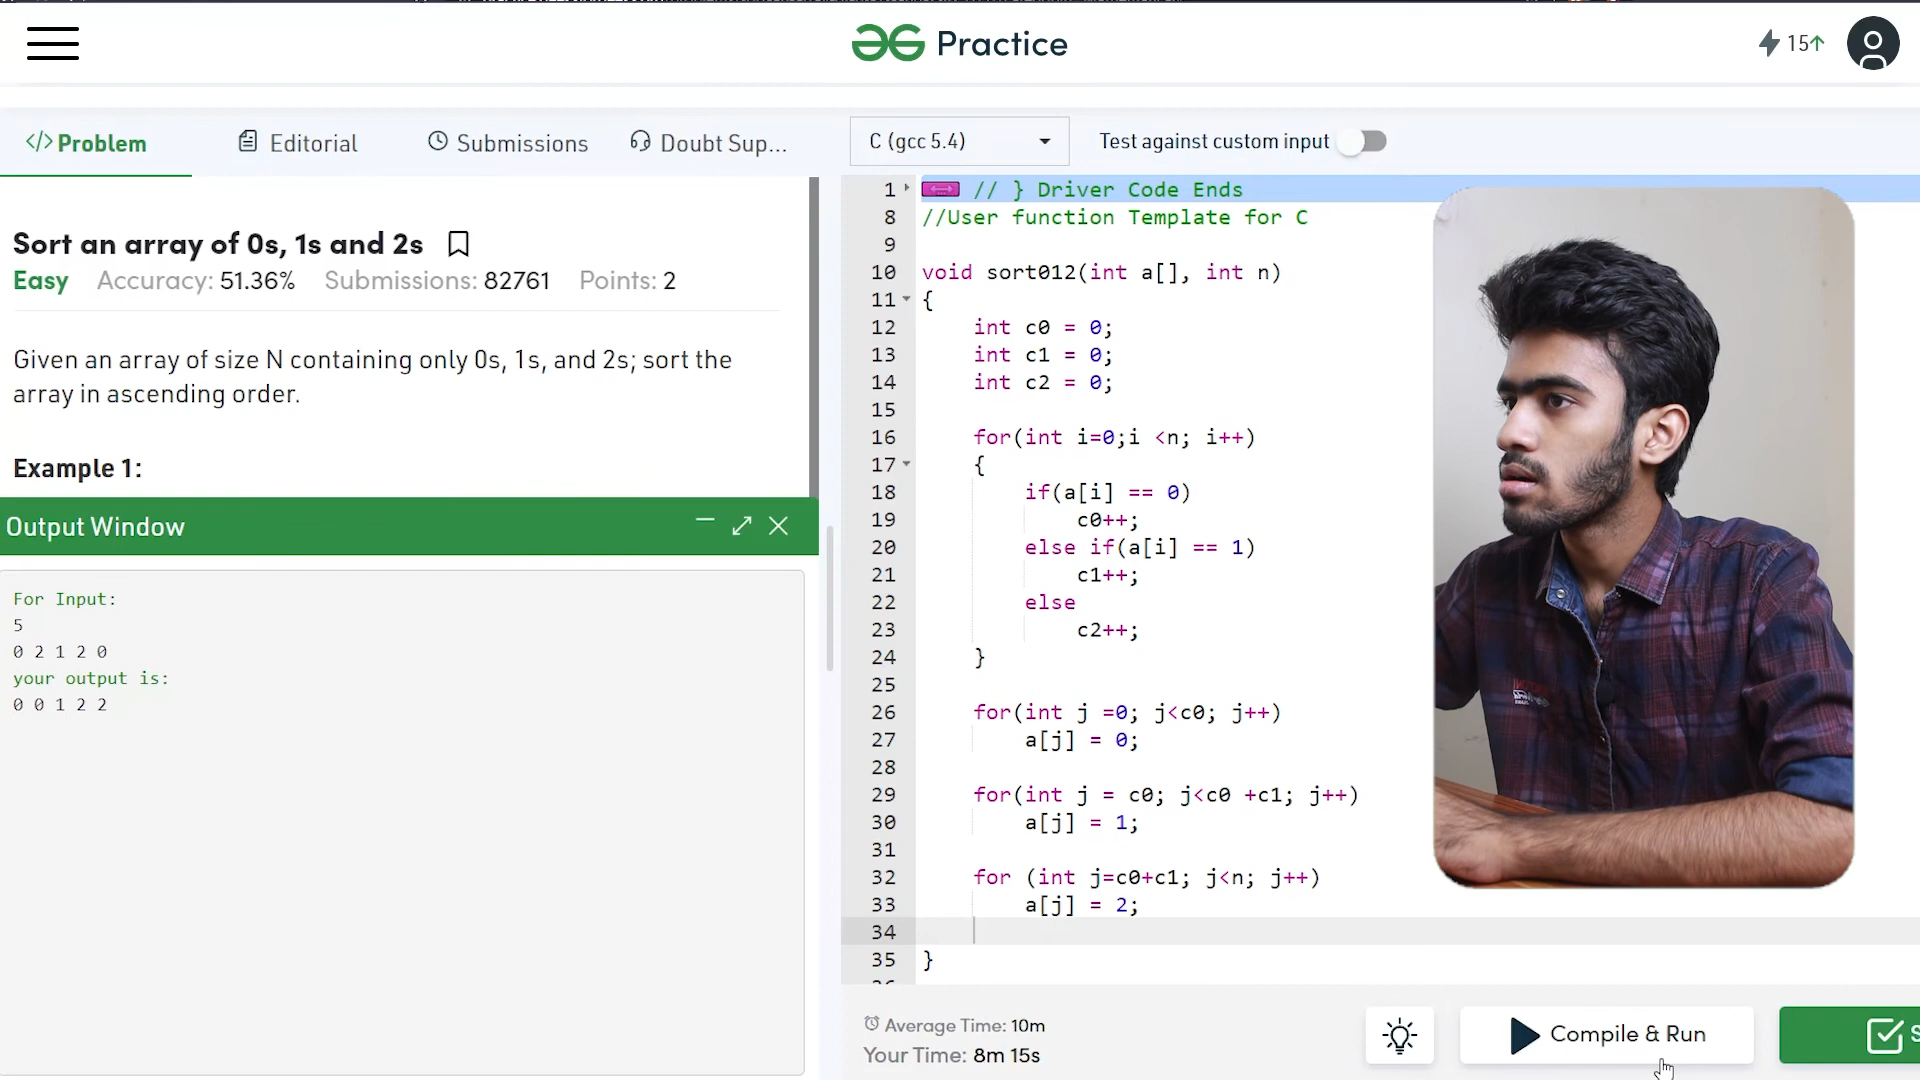 Practice
15↑
Problem
Editorial
Submissions
Doubt Sup...
C (gcc 5.4)
Test against custom input
Sort an array of 0s, 1s and 2s
Easy Accuracy: 51.36% Submissions: 82761 Points: 2
Given an array of size N containing only 0s, 1s, and 2s; sort the
array in ascending order.
Example 1:
Output Window
For Input:
5
0 2 1 2 0
your output is:
0 0 1 2 2
1 // } Driver Code Ends
8 //User function Template for C
9
10 void sort012(int a[], int n)
11 {
12 int c0 = 0;
13 int c1 = 0;
14 int c2 = 0;
15
16 for(int i=0;i <n; i++)
17 {
18 if(a[i] == 0)
19 c0++;
20 else if(a[i] == 1)
21 c1++;
22 else
23 c2++;
24 }
25
26 for(int j =0; j<c0; j++)
27 a[j] = 0;
28
29 for(int j = c0; j<c0 +c1; j++)
30 a[j] = 1;
31
32 for (int j=c0+c1; j<n; j++)
33 a[j] = 2;
34
35 }
Average Time: 10m
Your Time: 8m 15s
Compile & Run